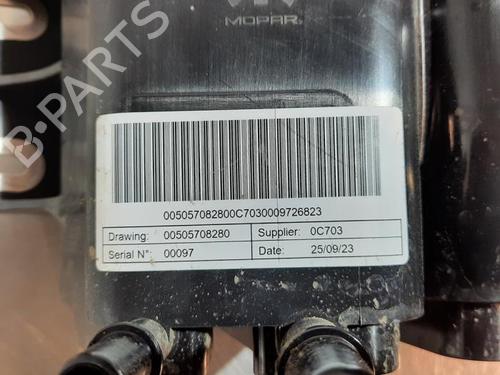 MOPAR
B-PARTS
005057082800C7030009726823
Drawing: 00505708280 Supplier: 0C703
Serial N°: 00097 Date: 25/09/23